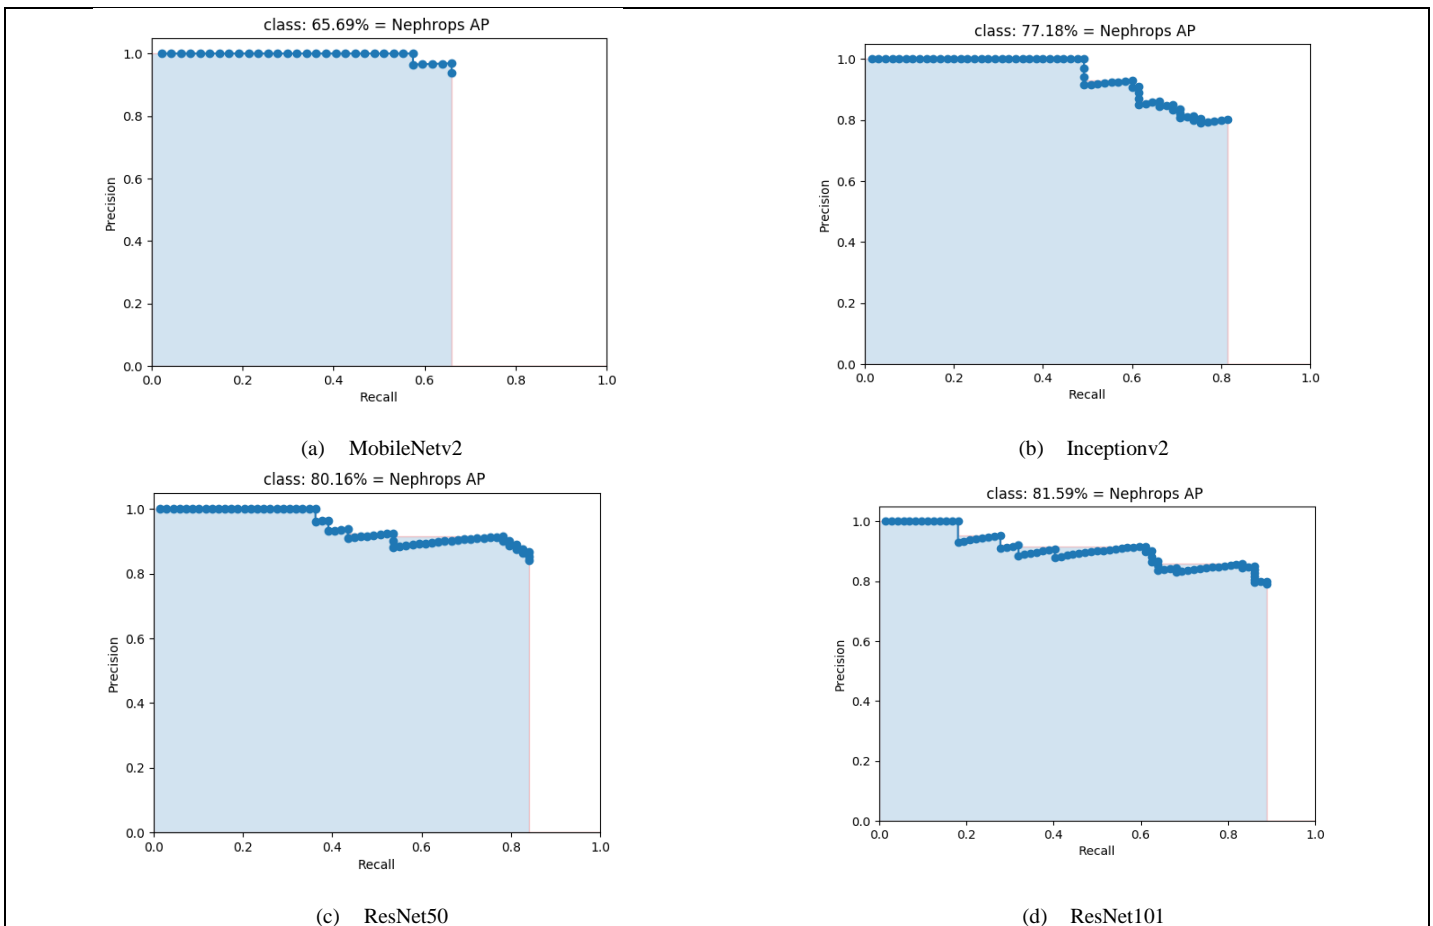 class: 65.69% = Nephrops AP
1.0
0.8
0.6
0.4
0.2
0.0
Precision
0.0 0.2 0.4 0.6 0.8 1.0
Recall
(a) MobileNetv2
class: 77.18% = Nephrops AP
1.0
0.8
0.6
0.4
0.2
0.0
Precision
0.0 0.2 0.4 0.6 0.8 1.0
Recall
(b) Inceptionv2
class: 80.16% = Nephrops AP
1.0
0.8
0.6
0.4
0.2
0.0
Precision
0.0 0.2 0.4 0.6 0.8 1.0
Recall
(c) ResNet50
class: 81.59% = Nephrops AP
1.0
0.8
0.6
0.4
0.2
0.0
Precision
0.0 0.2 0.4 0.6 0.8 1.0
Recall
(d) ResNet101